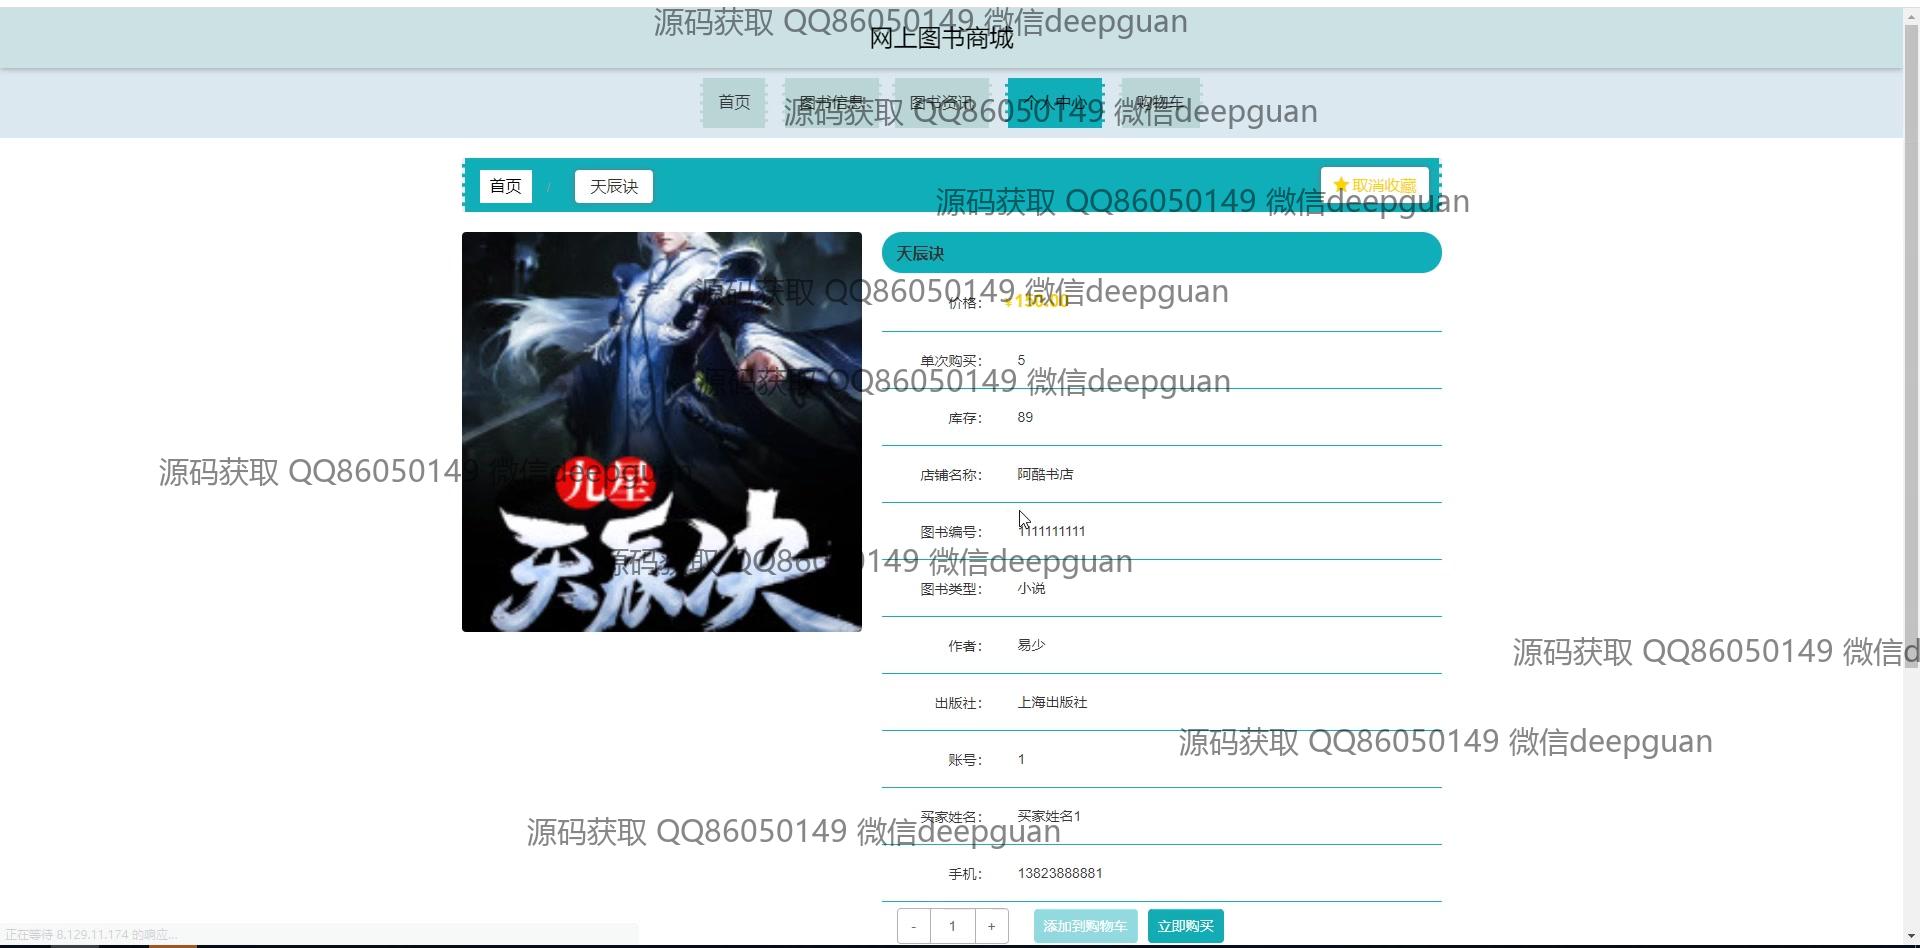 源码获取 QQ86050149 微信deepguan
网上图书商城
首页 图书信息 图书资讯 个人中心 购物车
源码获取 QQ86050149 微信deepguan
首页 / 天辰诀 取消收藏
源码获取 QQ86050149 微信deepguan
天辰诀
源码获取 QQ86050149 微信deepguan
价格: ¥150.00
单次购买: 5
源码获取 QQ86050149 微信deepguan
库存: 89
源码获取 QQ86050149 微信deepguan
店铺名称: 阿酷书店
九星
天辰诀
图书编号: 1111111111
源码获取 QQ86050149 微信deepguan
图书类型: 小说
作者: 易少
源码获取 QQ86050149 微信d
出版社: 上海出版社
源码获取 QQ86050149 微信deepguan
账号: 1
买家姓名: 买家姓名1
源码获取 QQ86050149 微信deepguan
手机: 13823888881
- 1 + 添加到购物车 立即购买
正在等待 8.129.11.174 的响应...